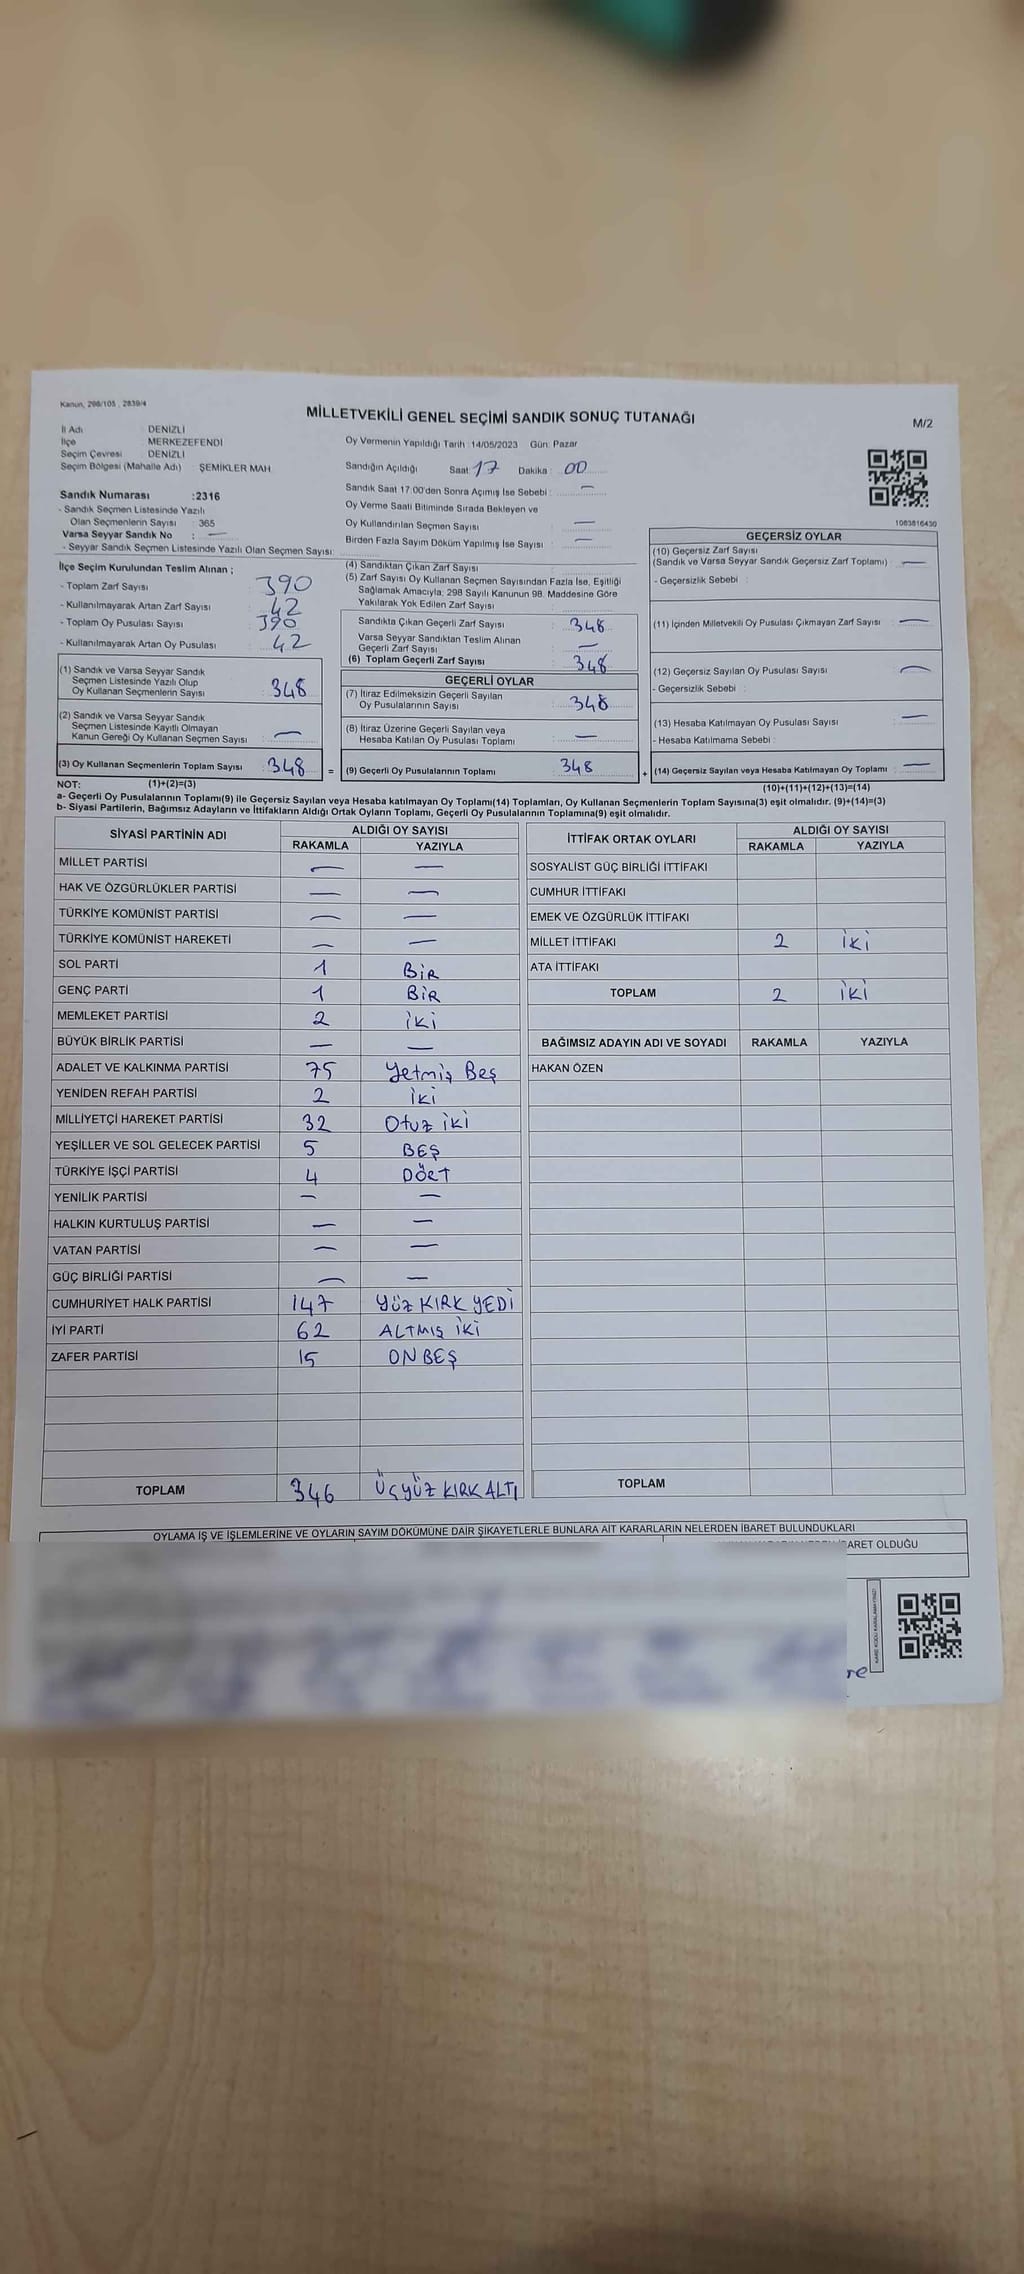 Kanun, 298/105 , 2839/4
MİLLETVEKİLİ GENEL SEÇİMİ SANDIK SONUÇ TUTANAĞI
M/2
İl Adı : DENİZLİ
İlçe : MERKEZEFENDİ
Seçim Çevresi : DENİZLİ
Seçim Bölgesi (Mahalle Adı) : ŞEMİKLER MAH
Sandık Numarası :2316
- Sandık Seçmen Listesinde Yazılı
Olan Seçmenlerin Sayısı : 365
Varsa Seyyar Sandık No : —
- Seyyar Sandık Seçmen Listesinde Yazılı Olan Seçmen Sayısı:
Oy Vermenin Yapıldığı Tarih :14/05/2023 Gün: Pazar
Sandığın Açıldığı Saat: 17 Dakika : 00
Sandık Saat 17:00'den Sonra Açımış İse Sebebi : —
Oy Verme Saati Bitiminde Sırada Bekleyen ve
Oy Kullandırılan Seçmen Sayısı : —
Birden Fazla Sayım Döküm Yapılmış İse Sayısı : —
1083816430
İlçe Seçim Kurulundan Teslim Alınan ;
- Toplam Zarf Sayısı : 390
- Kullanılmayarak Artan Zarf Sayısı : 42
- Toplam Oy Pusulası Sayısı : 390
- Kullanılmayarak Artan Oy Pusulası : 42
(1) Sandık ve Varsa Seyyar Sandık
Seçmen Listesinde Yazılı Olup
Oy Kullanan Seçmenlerin Sayısı : 348
(2) Sandık ve Varsa Seyyar Sandık
Seçmen Listesinde Kayıtlı Olmayan
Kanun Gereği Oy Kullanan Seçmen Sayısı : —
(3) Oy Kullanan Seçmenlerin Toplam Sayısı : 348 =
(4) Sandıktan Çıkan Zarf Sayısı :
(5) Zarf Sayısı Oy Kullanan Seçmen Sayısından Fazla İse, Eşitliği
Sağlamak Amacıyla; 298 Sayılı Kanunun 98. Maddesine Göre
Yakılarak Yok Edilen Zarf Sayısı :
Sandıkta Çıkan Geçerli Zarf Sayısı : 348
Varsa Seyyar Sandıktan Teslim Alınan
Geçerli Zarf Sayısı : —
(6) Toplam Geçerli Zarf Sayısı : 348
GEÇERLİ OYLAR
(7) İtiraz Edilmeksizin Geçerli Sayılan
Oy Pusulalarının Sayısı : 348
(8) İtiraz Üzerine Geçerli Sayılan veya
Hesaba Katılan Oy Pusulası Toplamı : —
(9) Geçerli Oy Pusulalarının Toplamı : 348 +
GEÇERSİZ OYLAR
(10) Geçersiz Zarf Sayısı
(Sandık ve Varsa Seyyar Sandık Geçersiz Zarf Toplamı) : —
- Geçersizlik Sebebi :
(11) İçinden Milletvekili Oy Pusulası Çıkmayan Zarf Sayısı : —
(12) Geçersiz Sayılan Oy Pusulası Sayısı : —
- Geçersizlik Sebebi :
(13) Hesaba Katılmayan Oy Pusulası Sayısı : —
- Hesaba Katılmama Sebebi :
(14) Geçersiz Sayılan veya Hesaba Katılmayan Oy Toplamı : —
NOT: (1)+(2)=(3)
(10)+(11)+(12)+(13)=(14)
a- Geçerli Oy Pusulalarının Toplamı(9) ile Geçersiz Sayılan veya Hesaba katılmayan Oy Toplamı(14) Toplamları, Oy Kullanan Seçmenlerin Toplam Sayısına(3) eşit olmalıdır. (9)+(14)=(3)
b- Siyasi Partilerin, Bağımsız Adayların ve İttifakların Aldığı Ortak Oyların Toplamı, Geçerli Oy Pusulalarının Toplamına(9) eşit olmalıdır.
SİYASİ PARTİNİN ADI ALDIĞI OY SAYISI
RAKAMLA YAZIYLA
MİLLET PARTİSİ — —
HAK VE ÖZGÜRLÜKLER PARTİSİ — —
TÜRKİYE KOMÜNİST PARTİSİ — —
TÜRKİYE KOMÜNİST HAREKETİ — —
SOL PARTİ 1 BİR
GENÇ PARTİ 1 BİR
MEMLEKET PARTİSİ 2 İKİ
BÜYÜK BİRLİK PARTİSİ — —
ADALET VE KALKINMA PARTİSİ 75 Yetmiş Beş
YENİDEN REFAH PARTİSİ 2 İKİ
MİLLİYETÇİ HAREKET PARTİSİ 32 Otuz İKİ
YEŞİLLER VE SOL GELECEK PARTİSİ 5 BEŞ
TÜRKİYE İŞÇİ PARTİSİ 4 DÖRT
YENİLİK PARTİSİ — —
HALKIN KURTULUŞ PARTİSİ — —
VATAN PARTİSİ — —
GÜÇ BİRLİĞİ PARTİSİ — —
CUMHURİYET HALK PARTİSİ 147 YÜZ KIRK YEDİ
İYİ PARTİ 62 ALTMIŞ İKİ
ZAFER PARTİSİ 15 ON BEŞ
TOPLAM 346 ÜÇYÜZ KIRK ALTI
İTTİFAK ORTAK OYLARI ALDIĞI OY SAYISI
RAKAMLA YAZIYLA
SOSYALİST GÜÇ BİRLİĞİ İTTİFAKI
CUMHUR İTTİFAKI
EMEK VE ÖZGÜRLÜK İTTİFAKI
MİLLET İTTİFAKI 2 İKİ
ATA İTTİFAKI
TOPLAM 2 İKİ
BAĞIMSIZ ADAYIN ADI VE SOYADI RAKAMLA YAZIYLA
HAKAN ÖZEN
TOPLAM
OYLAMA İŞ VE İŞLEMLERİNE VE OYLARIN SAYIM DÖKÜMÜNE DAİR ŞİKAYETLERLE BUNLARA AİT KARARLARIN NELERDEN İBARET BULUNDUKLARI
OLDUĞU